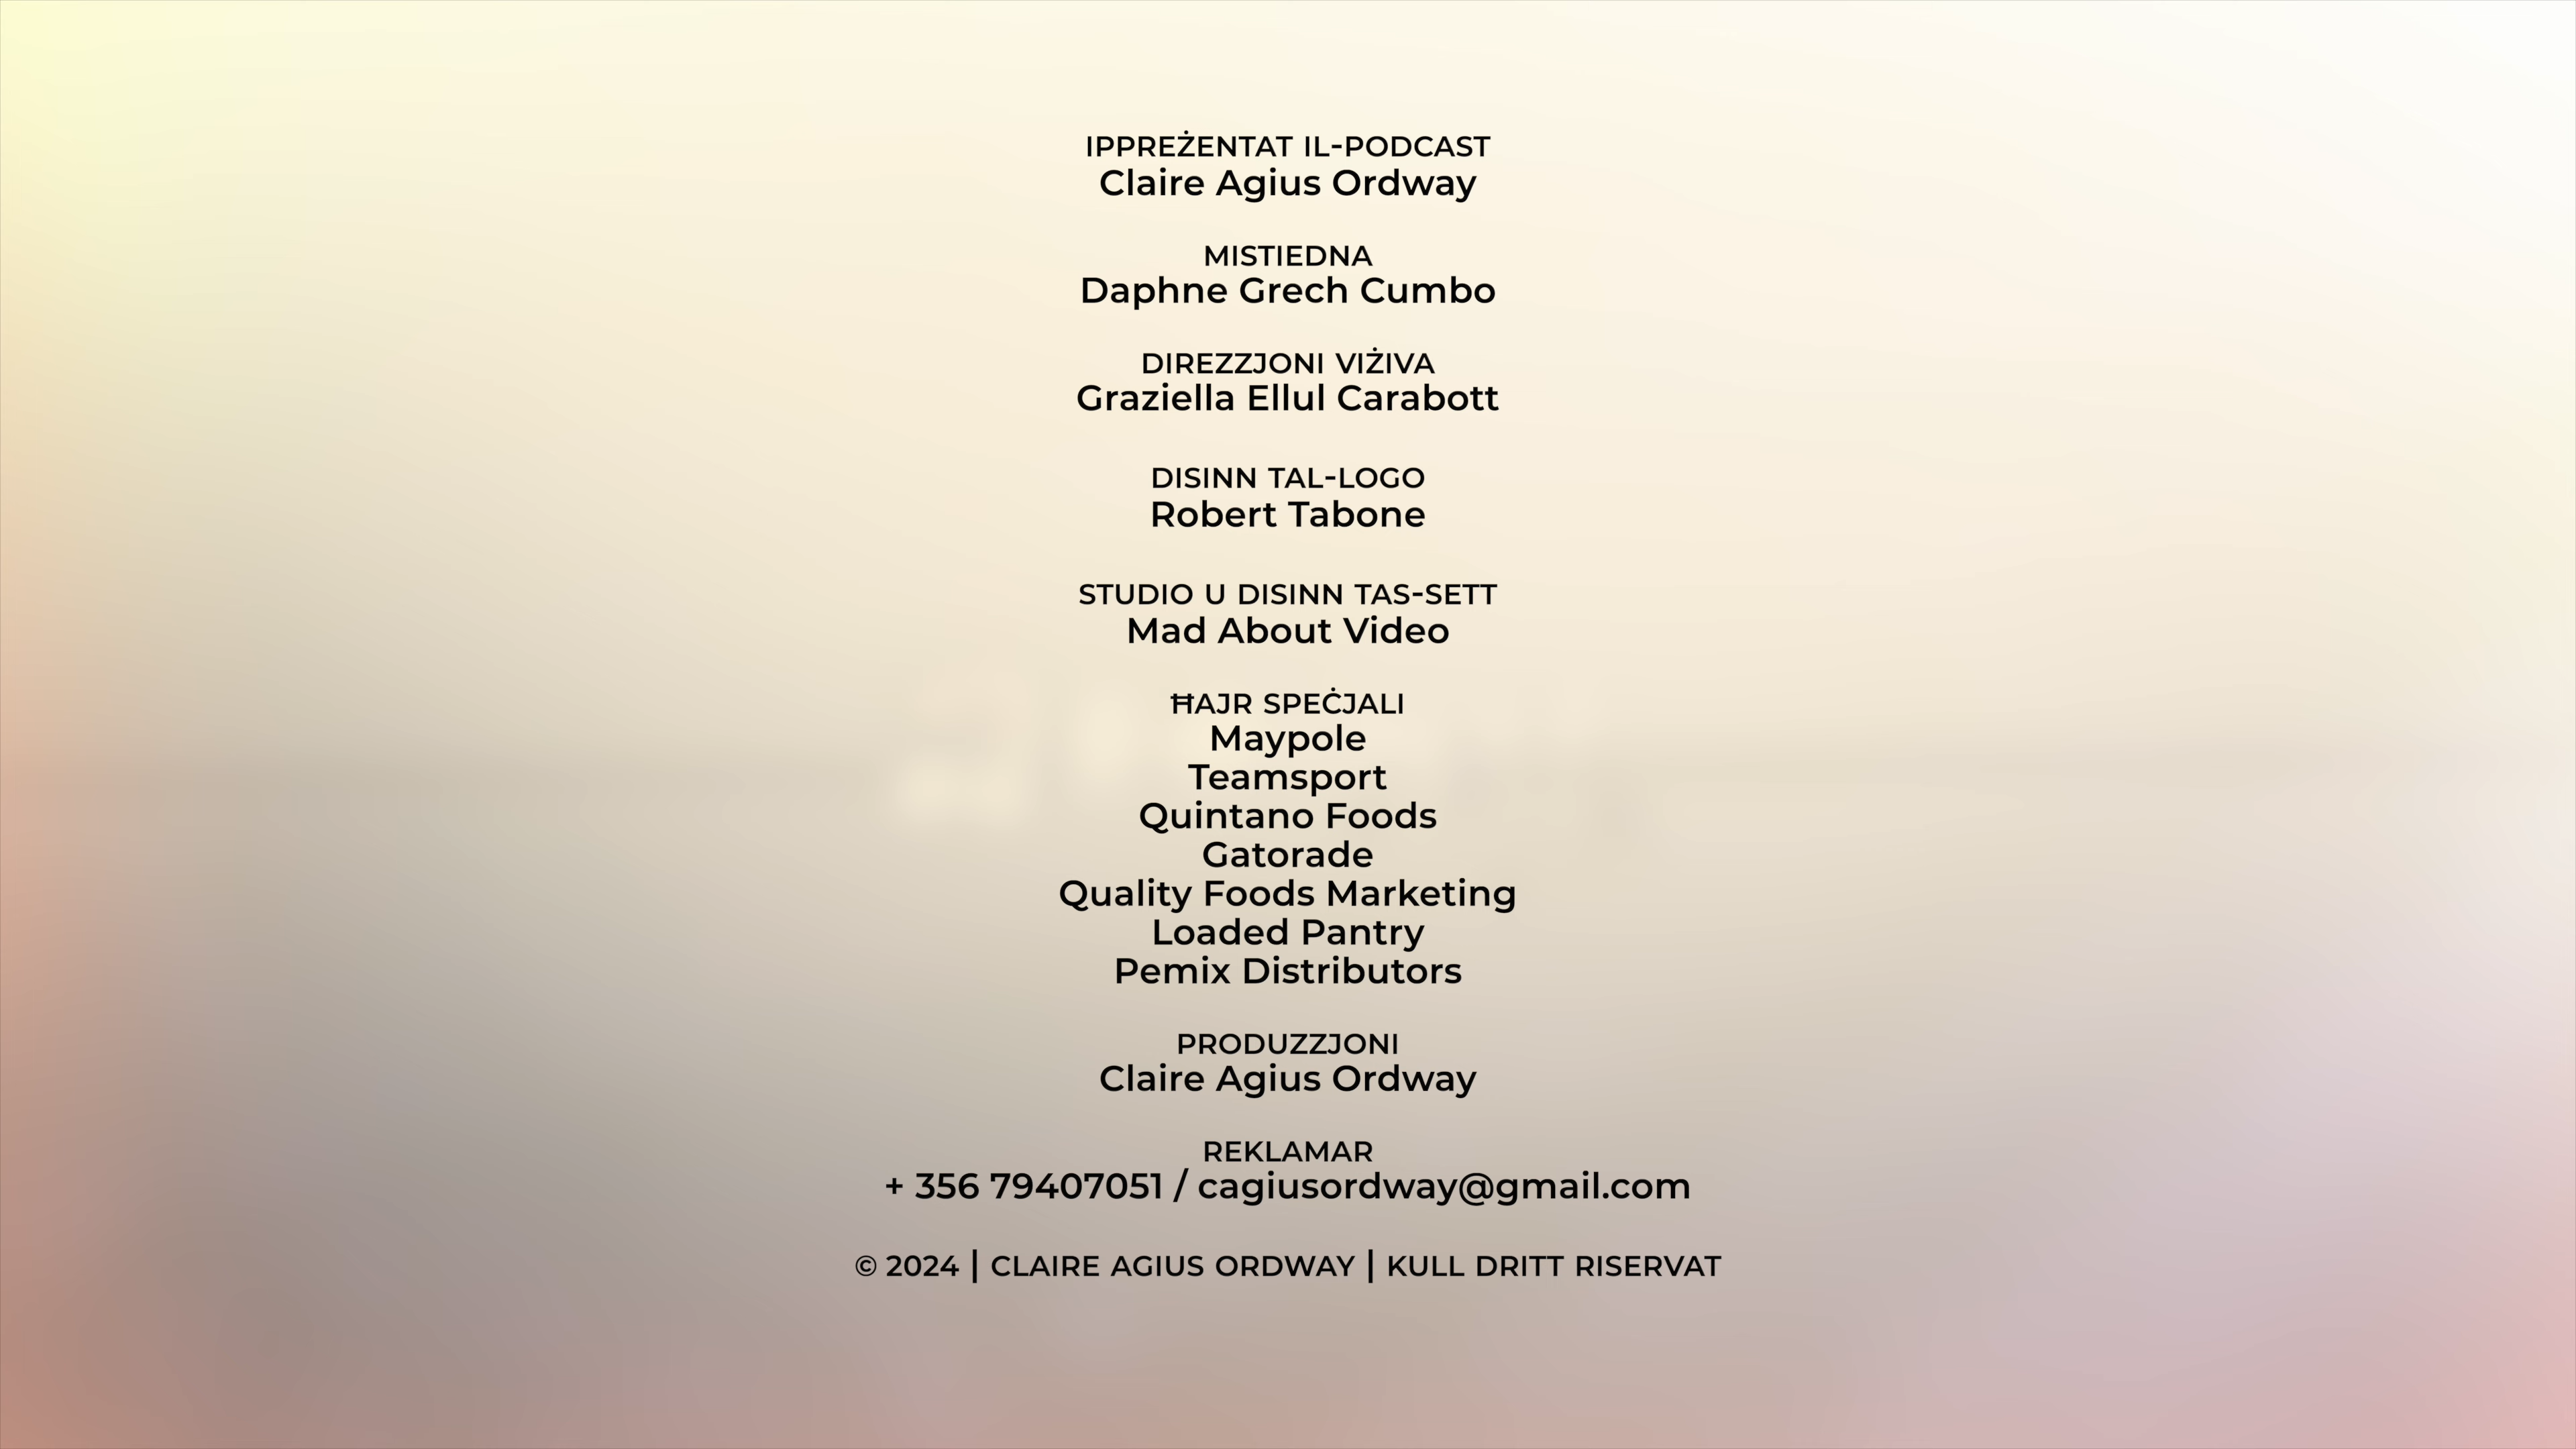 IPPREŻENTAT IL-PODCAST
Claire Agius Ordway
MISTIEDNA
Daphne Grech Cumbo
DIREZZJONI VIŻIVA
Graziella Ellul Carabott
DISINN TAL-LOGO
Robert Tabone
STUDIO U DISINN TAS-SETT
Mad About Video
ĦAJR SPEĊJALI
Maypole
Teamsport
Quintano Foods
Gatorade
Quality Foods Marketing
Loaded Pantry
Pemix Distributors
PRODUZZJONI
Claire Agius Ordway
REKLAMAR
+ 356 79407051 / cagiusordway@gmail.com
© 2024 | CLAIRE AGIUS ORDWAY | KULL DRITT RISERVAT